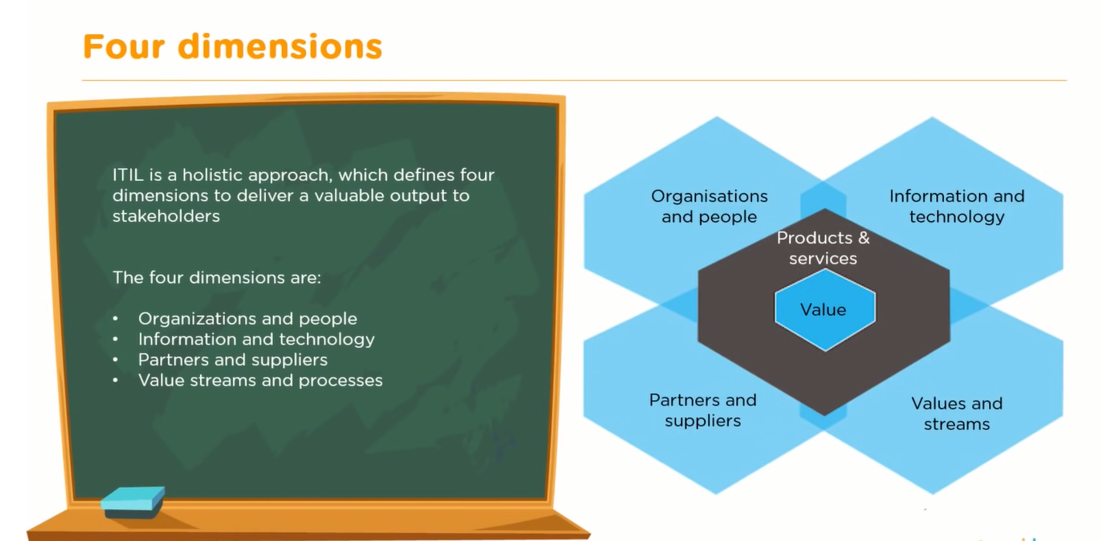 Four dimensions
ITIL is a holistic approach, which defines four
dimensions to deliver a valuable output to
stakeholders
The four dimensions are:
• Organizations and people
• Information and technology
• Partners and suppliers
• Value streams and processes
Organisations
and people
Information and
technology
Products &
services
Value
Partners and
suppliers
Values and
streams